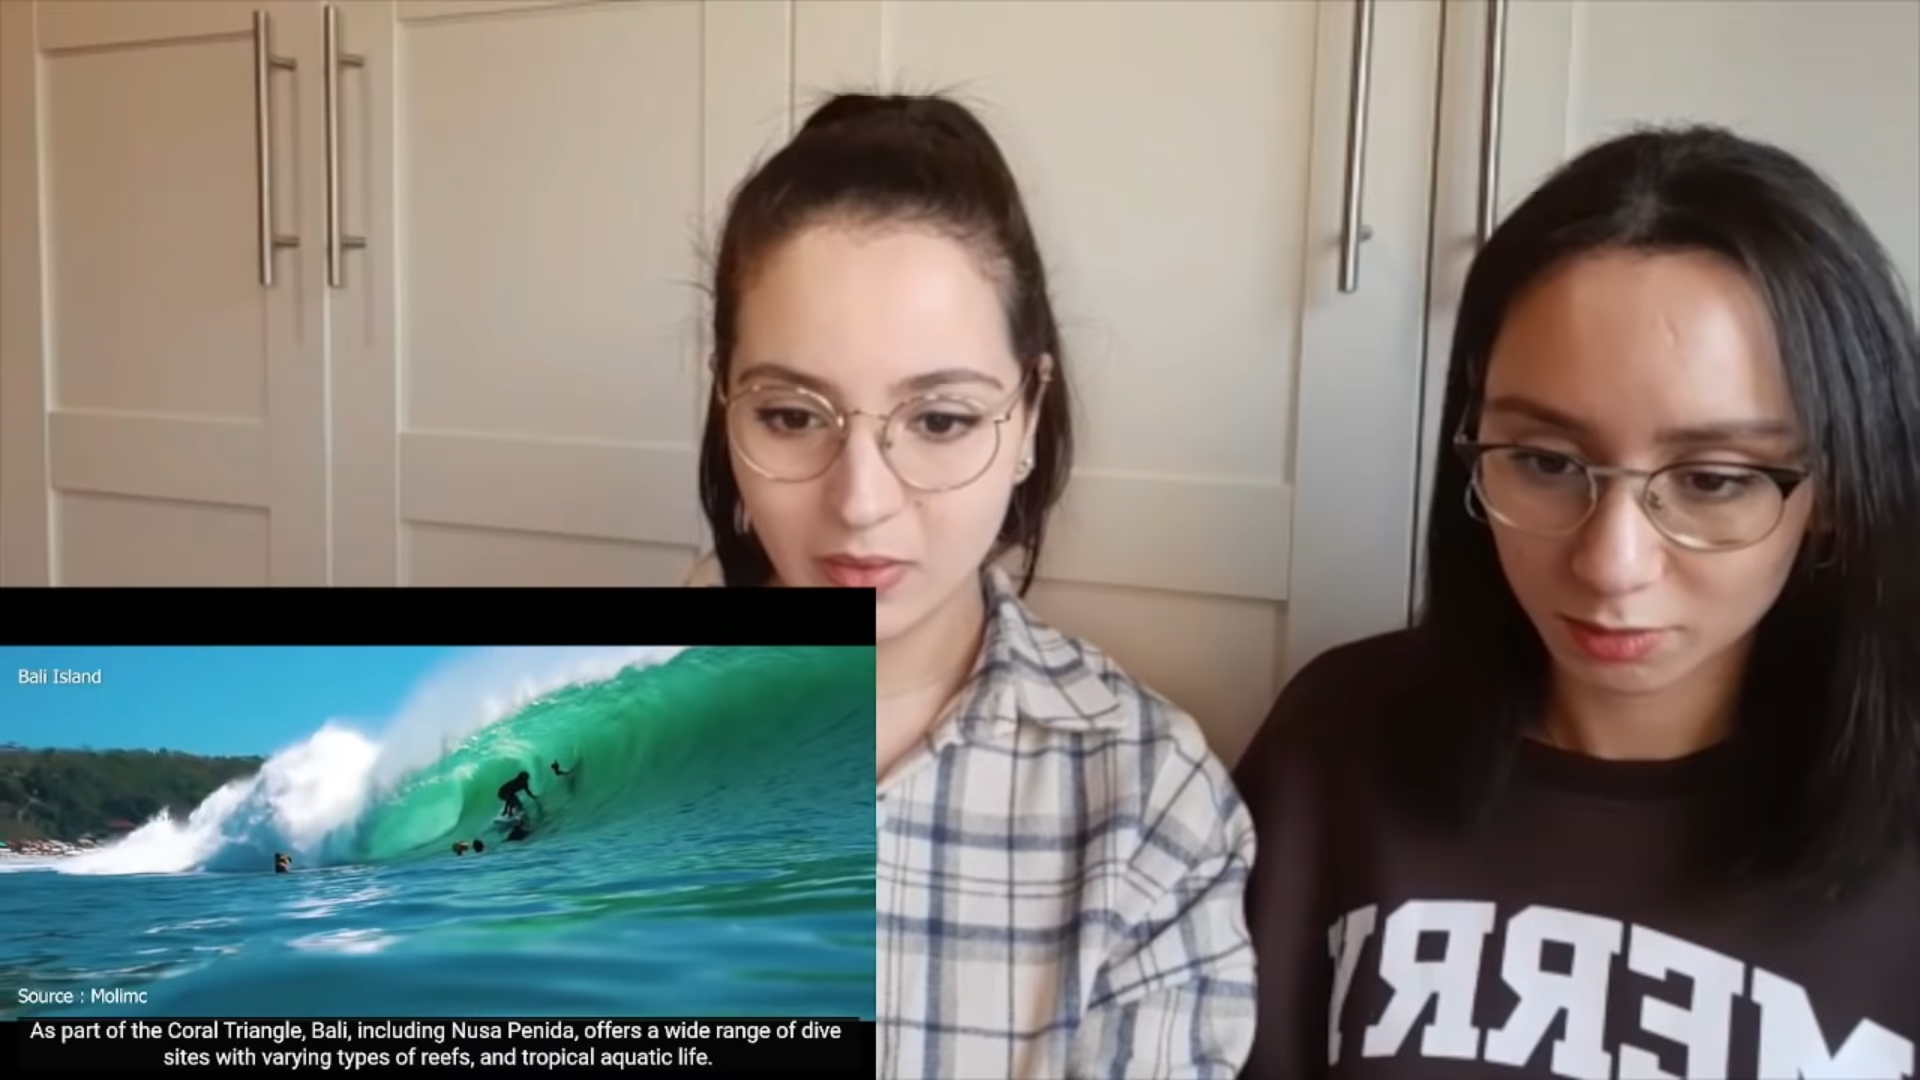 Bali Island
Source : Molimc
As part of the Coral Triangle, Bali, including Nusa Penida, offers a wide range of dive
sites with varying types of reefs, and tropical aquatic life.
MERRY